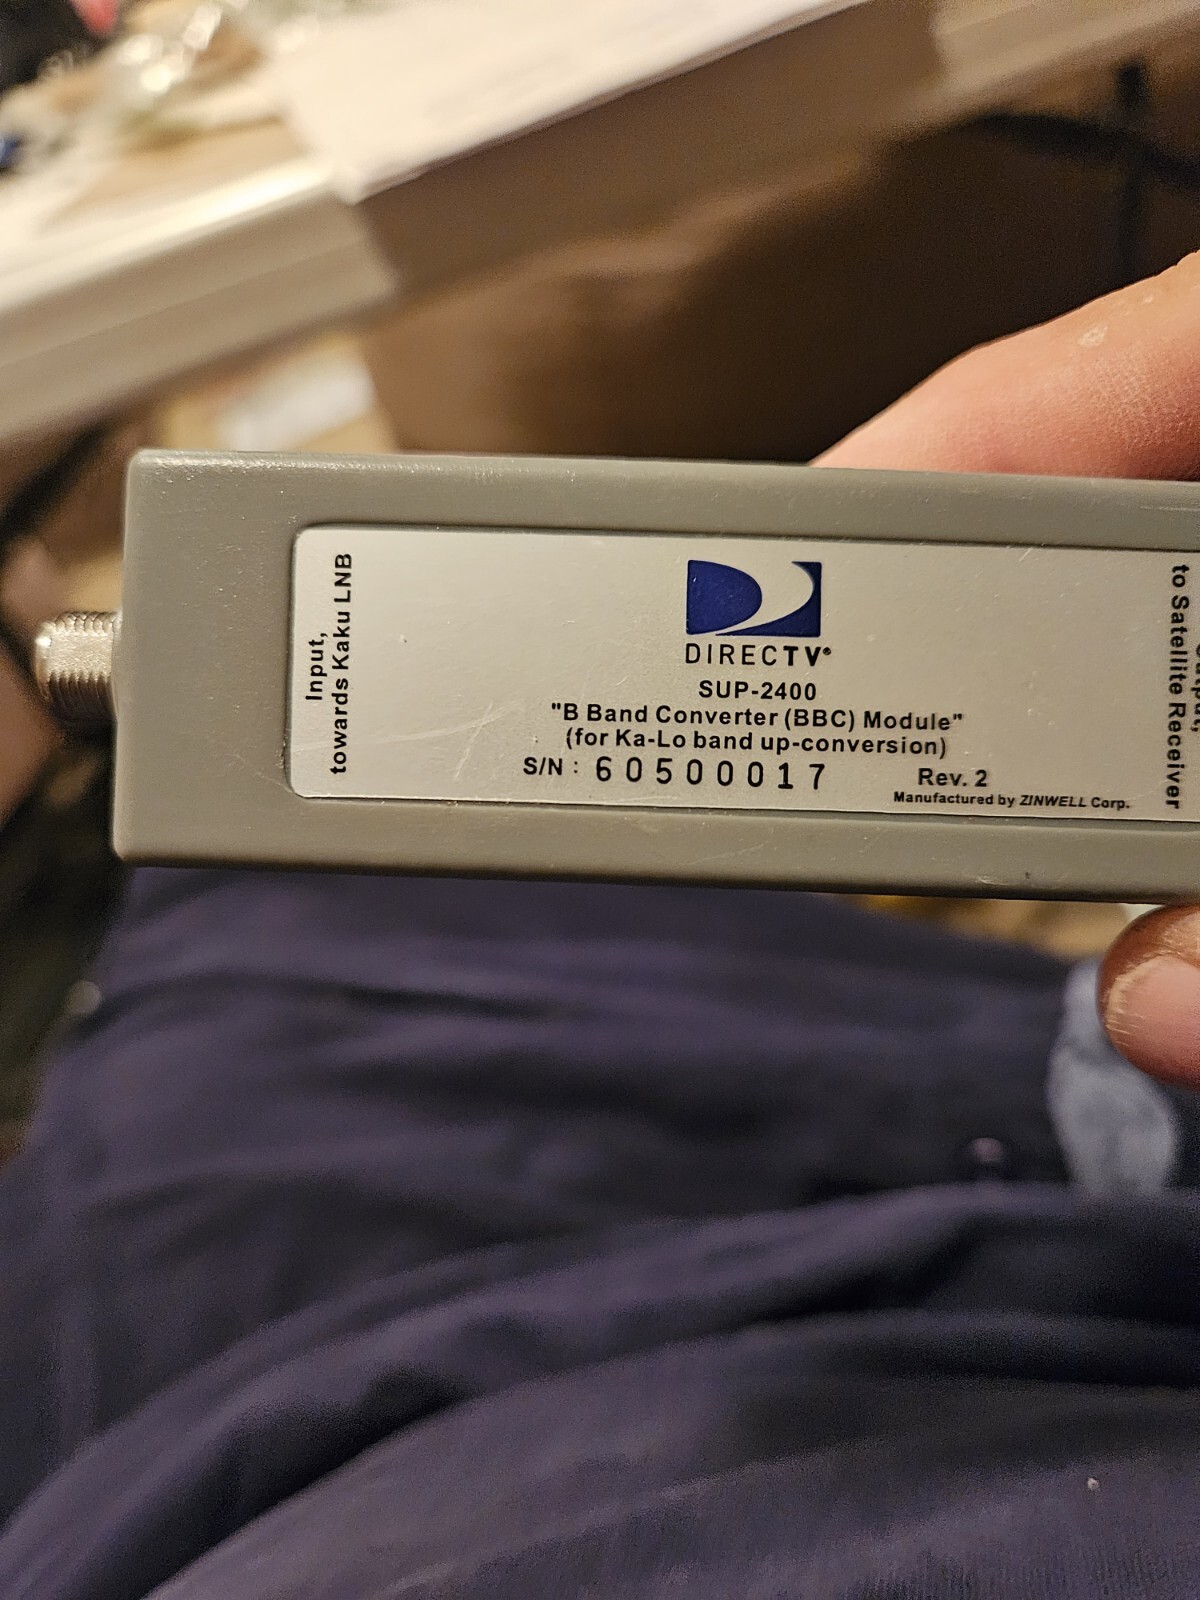 Input,
towards Kaku LNB
DIRECTV®
SUP-2400
"B Band Converter (BBC) Module"
(for Ka-Lo band up-conversion)
S/N : 60500017
Rev. 2
Manufactured by ZINWELL Corp.
to Satellite Receiver